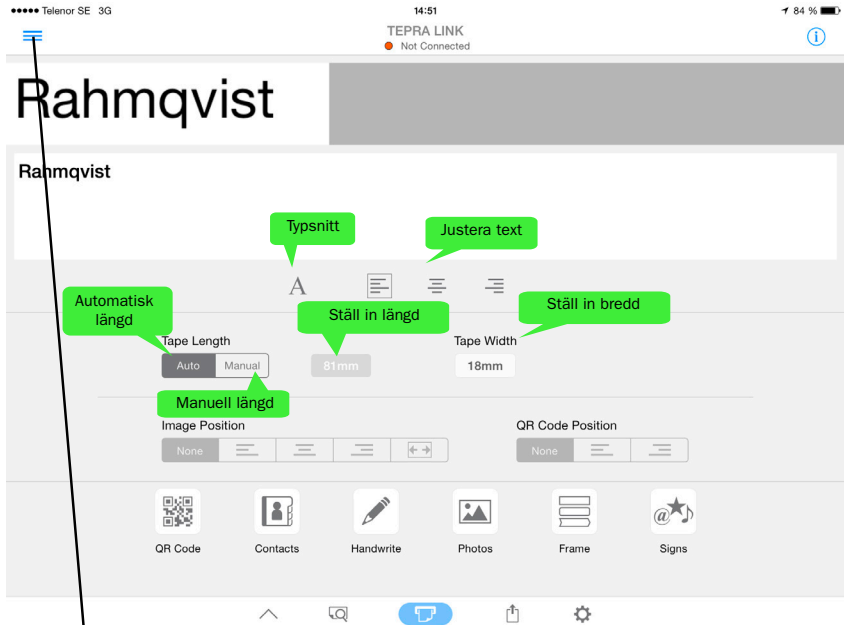 Telenor SE 3G 14:51 84 %
TEPRA LINK
Not Connected
i
Rahmqvist
Rahmqvist
Typsnitt
Justera text
A
Automatisk
längd
Ställ in längd
Ställ in bredd
Tape Length
Tape Width
Auto Manual 81mm 18mm
Manuell längd
Image Position QR Code Position
None None
@
QR Code Contacts Handwrite Photos Frame Signs